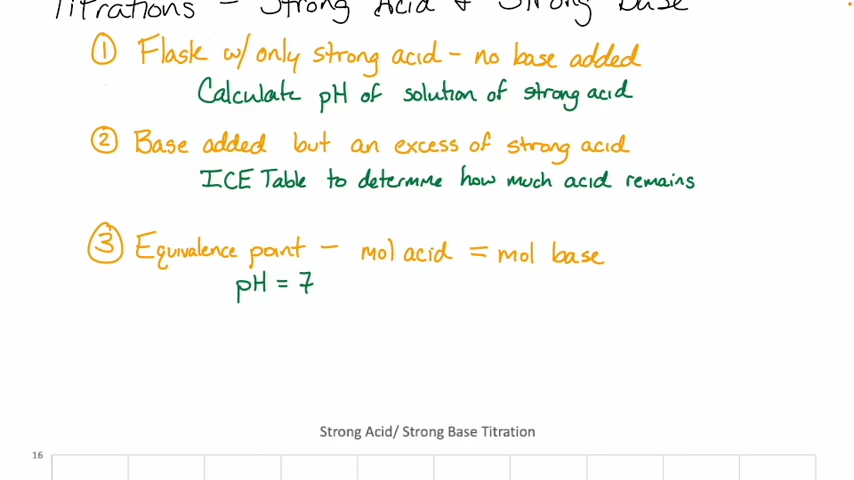 Titrations - Strong Acid + Strong Base
① Flask w/ only strong acid - no base added
Calculate pH of solution of strong acid
② Base added but an excess of strong acid
ICE Table to determine how much acid remains
③ Equivalence point - mol acid = mol base
pH = 7
Strong Acid/ Strong Base Titration
16